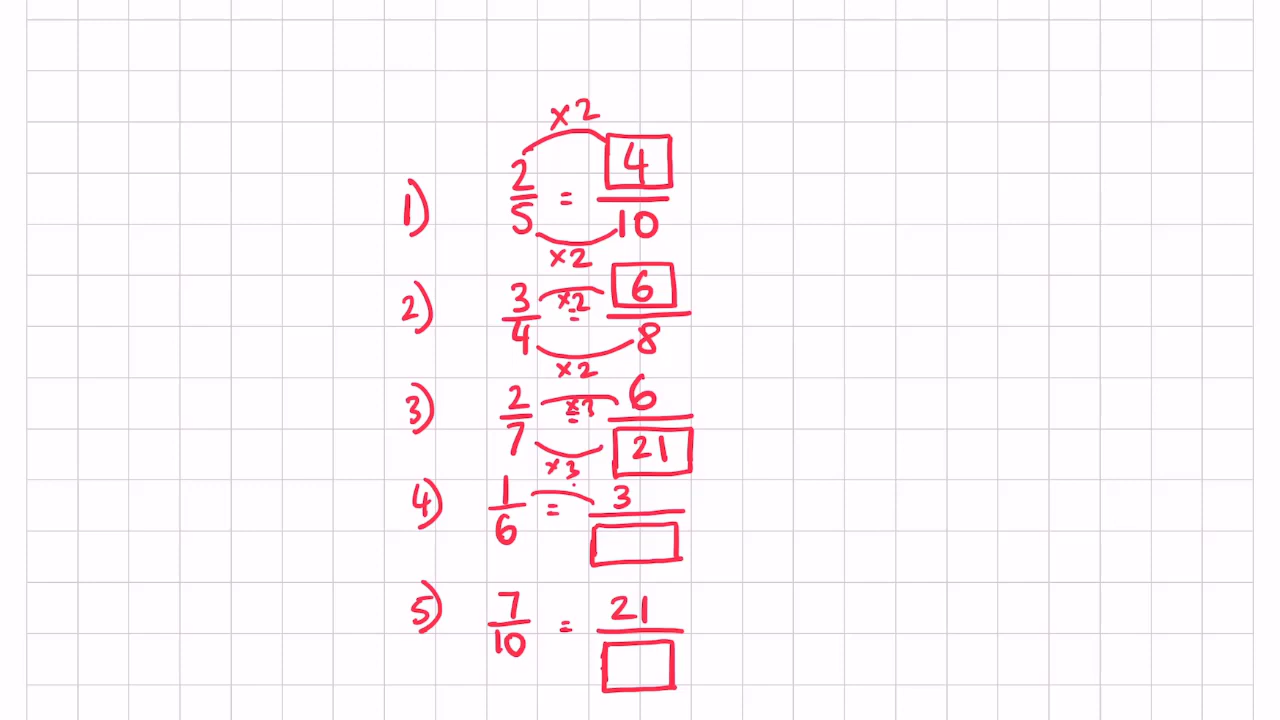 ×2
1) 2/5 = 4/10
×2
2) 3/4 = 6/8
×2
×2
3) 2/7 = 6/21
×3
×3
4) 1/6 = 3/
5) 7/10 = 21/